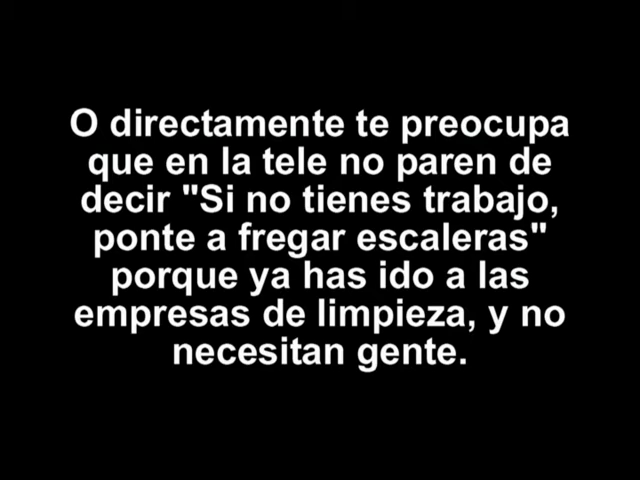 O directamente te preocupa
que en la tele no paren de
decir "Si no tienes trabajo,
ponte a fregar escaleras"
porque ya has ido a las
empresas de limpieza, y no
necesitan gente.